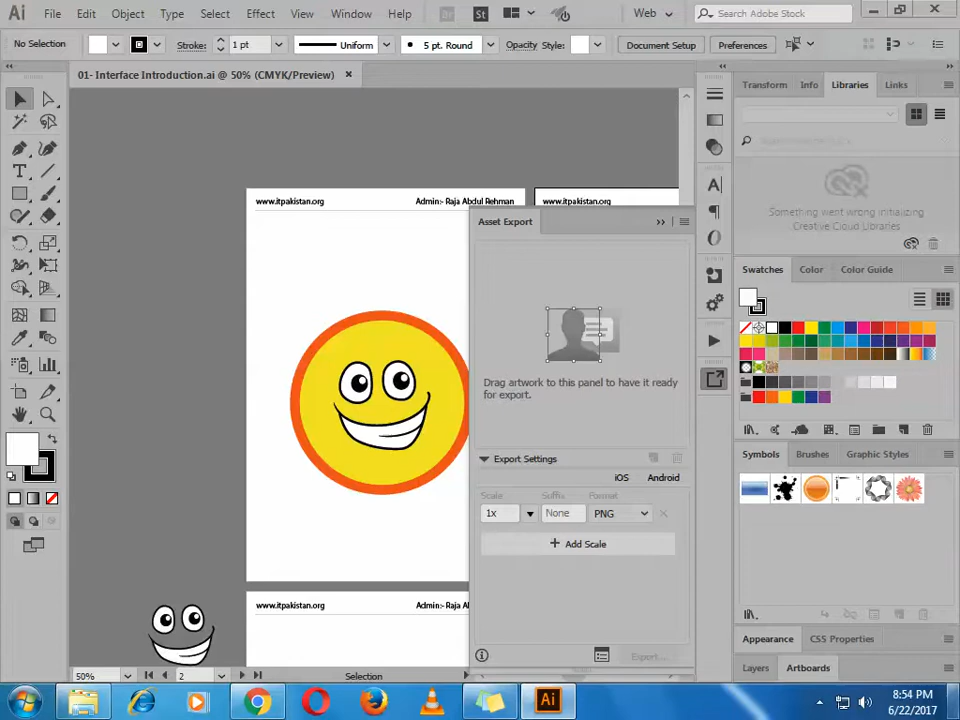 Ai File Edit Object Type Select Effect View Window Help Br St Web Search Adobe Stock
No Selection Stroke: 1 pt Uniform 5 pt. Round Opacity Style: Document Setup Preferences
01- Interface Introduction.ai @ 50% (CMYK/Preview)
Transform Info Libraries Links
Something went wrong initializing
Creative Cloud Libraries
www.itpakistan.org Admin:- Raja Abdul Rehman www.itpakistan.org
Asset Export
Drag artwork to this panel to have it ready
for export.
Export Settings
iOS Android
Scale Suffix Format
1x None PNG
+ Add Scale
Export...
Swatches Color Color Guide
Symbols Brushes Graphic Styles
www.itpakistan.org Admin:- Raja A
Appearance CSS Properties
Layers Artboards
50% 2 Selection
Ai
8:54 PM
6/22/2017